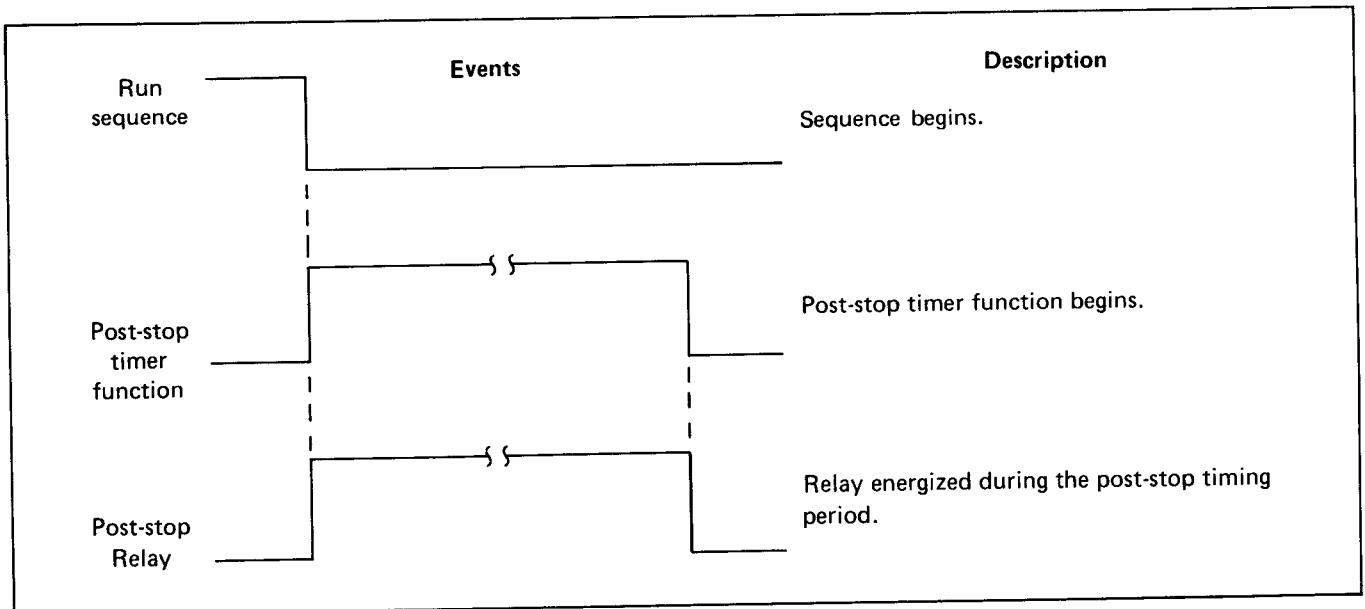 Events
Description
Run
sequence
Sequence begins.
Post-stop
timer
function
Post-stop timer function begins.
Post-stop
Relay
Relay energized during the post-stop timing
period.